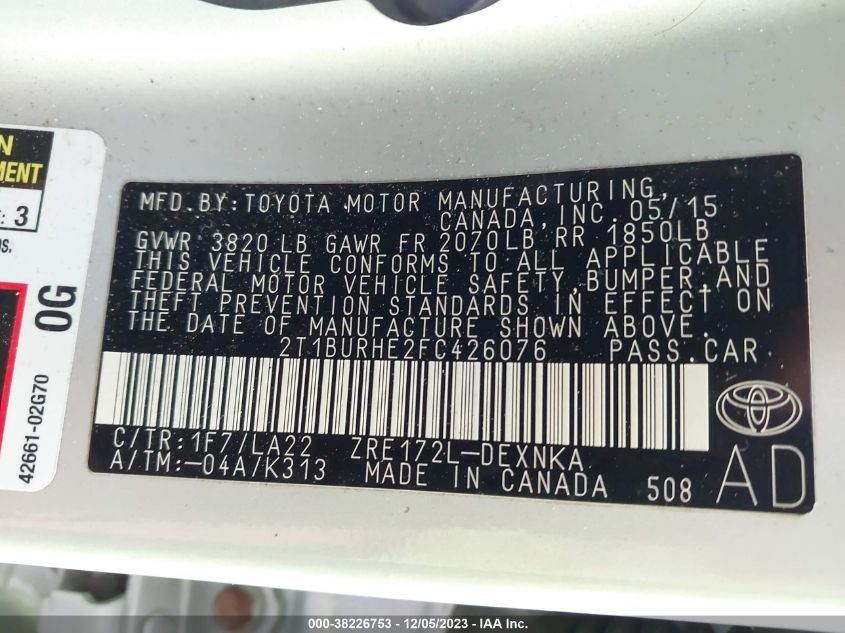 N
MENT
: 3
os.
0G
42661-02G70
MFD.BY:TOYOTA MOTOR MANUFACTURING,
CANADA, INC. 05/15
GVWR 3820 LB GAWR FR 2070LB RR 1850LB
THIS VEHICLE CONFORMS TO ALL APPLICABLE
FEDERAL MOTOR VEHICLE SAFETY,BUMPER,AND
THEFT PREVENTION STANDARDS IN EFFECT ON
THE DATE OF MANUFACTURE SHOWN ABOVE.
2T1BURHE2FC426076 PASS.CAR
C/TR:1F7/LA22 ZRE172L-DEXNKA
A/TM:-04A/K313 MADE IN CANADA 508
AD
000-38226753 - 12/05/2023 - IAA Inc.